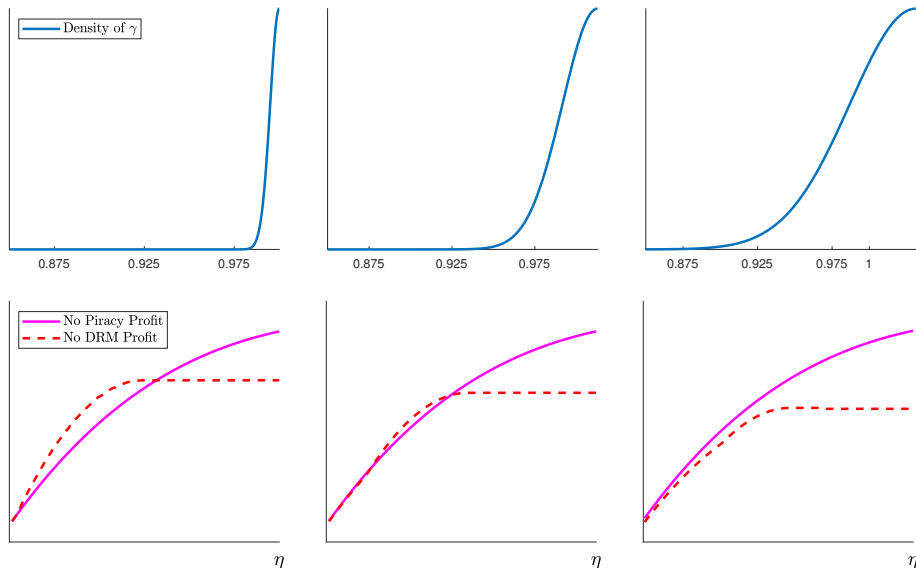 Density of γ
0.875 0.925 0.975
0.875 0.925 0.975
0.875 0.925 0.975 1
No Piracy Profit
No DRM Profit
η
η
η